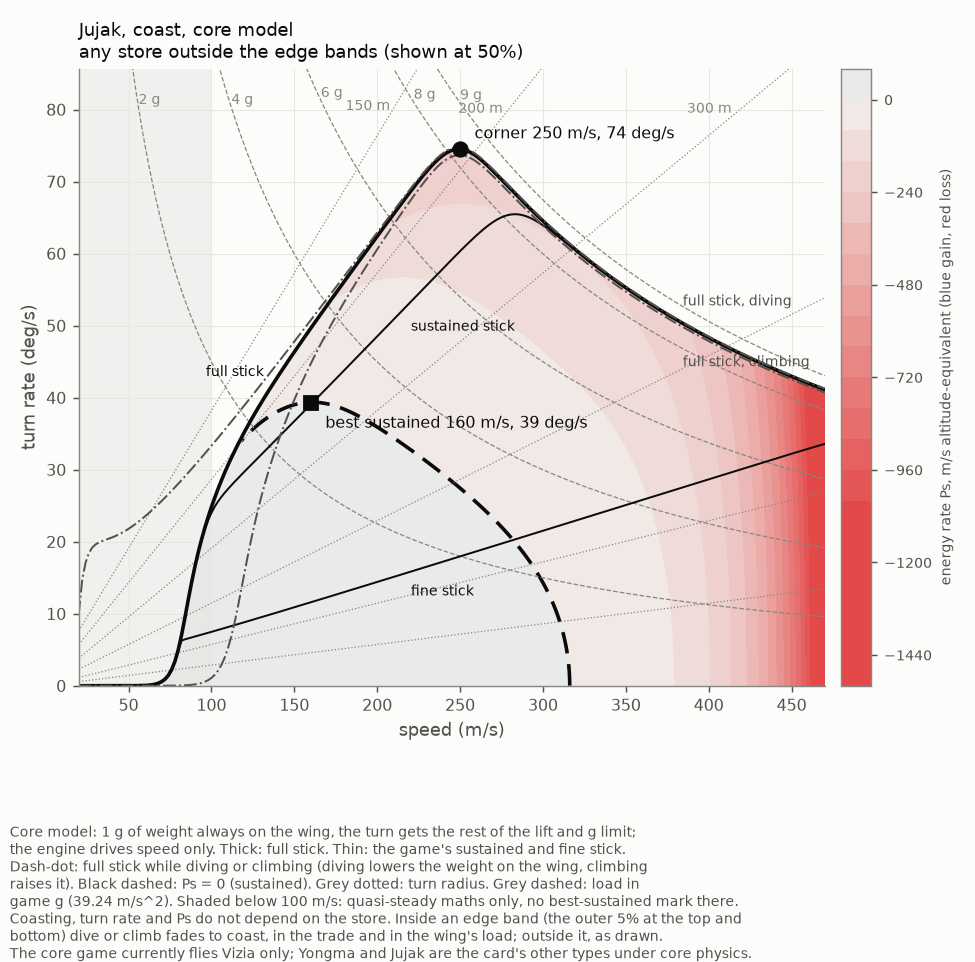 Jujak, coast, core model
any store outside the edge bands (shown at 50%)
2 g
4 g
6 g
150 m
8 g
9 g
200 m
300 m
corner 250 m/s, 74 deg/s
full stick, diving
full stick, climbing
sustained stick
full stick
best sustained 160 m/s, 39 deg/s
fine stick
80
70
60
50
40
30
20
10
0
turn rate (deg/s)
50
100
150
200
250
300
350
400
450
speed (m/s)
0
−240
−480
−720
−960
−1200
−1440
energy rate Ps, m/s altitude-equivalent (blue gain, red loss)
Core model: 1 g of weight always on the wing, the turn gets the rest of the lift and g limit;
the engine drives speed only. Thick: full stick. Thin: the game's sustained and fine stick.
Dash-dot: full stick while diving or climbing (diving lowers the weight on the wing, climbing
raises it). Black dashed: Ps = 0 (sustained). Grey dotted: turn radius. Grey dashed: load in
game g (39.24 m/s^2). Shaded below 100 m/s: quasi-steady maths only, no best-sustained mark there.
Coasting, turn rate and Ps do not depend on the store. Inside an edge band (the outer 5% at the top and
bottom) dive or climb fades to coast, in the trade and in the wing's load; outside it, as drawn.
The core game currently flies Vizia only; Yongma and Jujak are the card's other types under core physics.